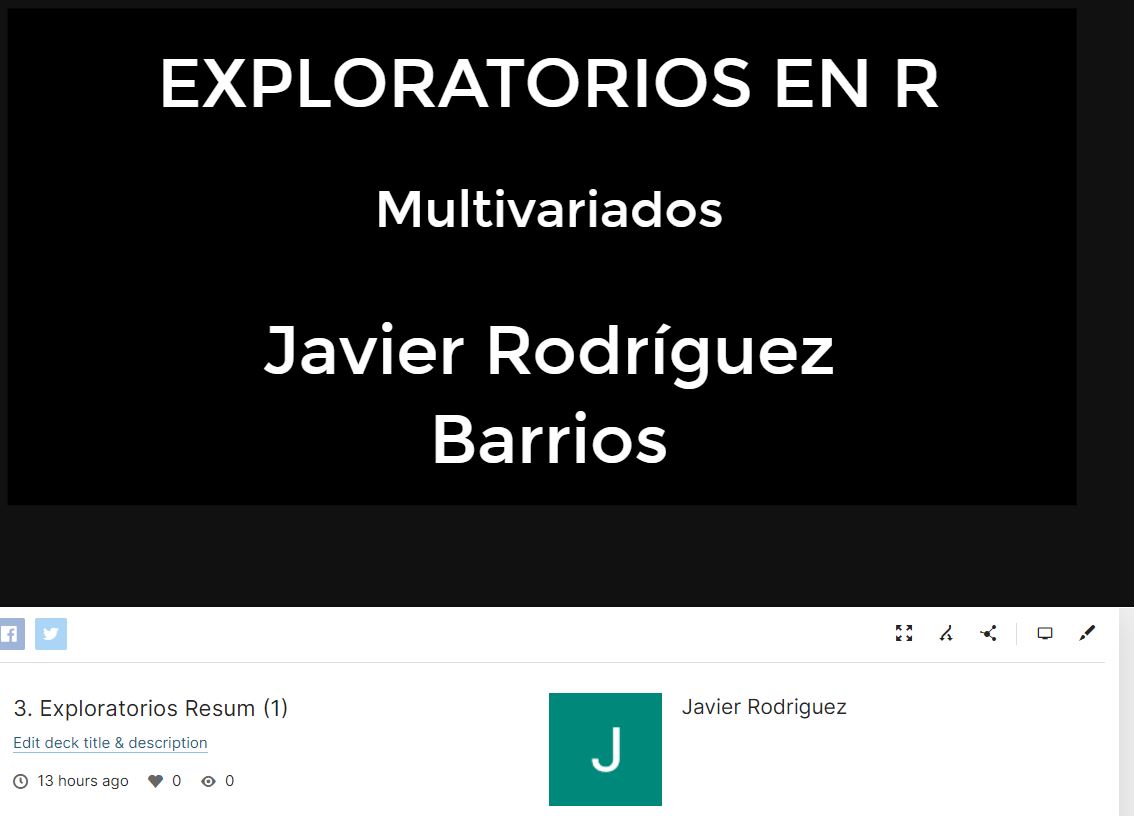 EXPLORATORIOS EN R
Multivariados
Javier Rodríguez
Barrios
3. Exploratorios Resum (1)
Edit deck title & description
13 hours ago 0 0
J
Javier Rodriguez